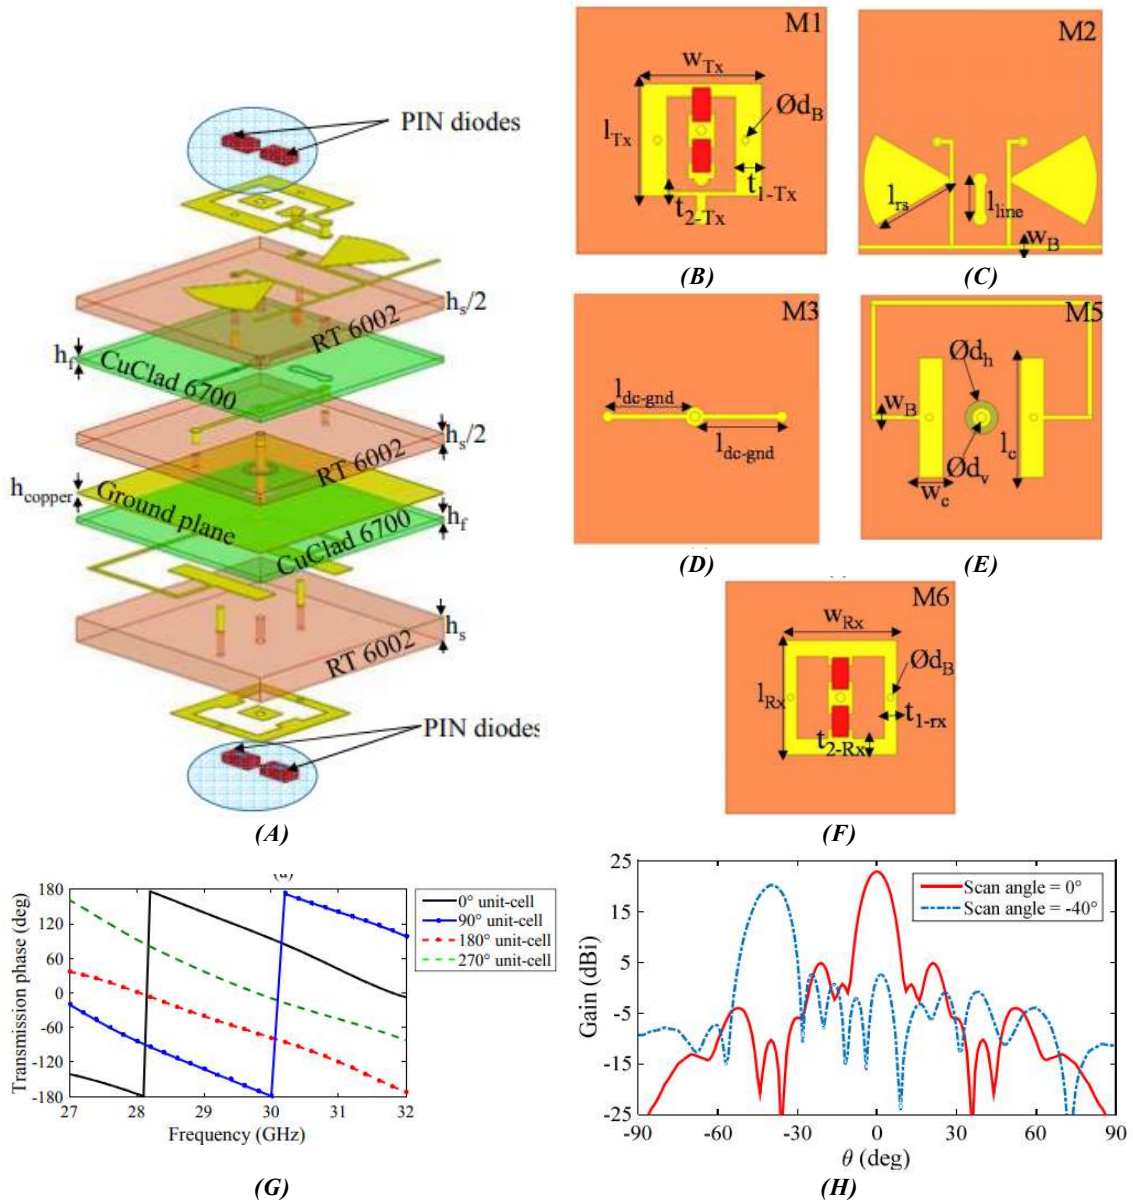 PIN diodes
h_s/2
RT 6002
h_f
CuClad 6700
h_s/2
RT 6002
h_copper
Ground plane
h_f
CuClad 6700
h_s
RT 6002
PIN diodes
(A)
M1
w_Tx
l_Tx
Ød_B
t_1-Tx
t_2-Tx
(B)
M2
l_rs
l_line
w_B
(C)
M3
l_dc-gnd
l_dc-gnd
(D)
M5
Ød_h
w_B
Ød_v
l_c
w_c
(E)
M6
w_Rx
l_Rx
Ød_B
t_1-rx
t_2-Rx
(F)
Transmission phase (deg)
180
120
60
0
-60
-120
-180
27 28 29 30 31 32
Frequency (GHz)
0° unit-cell
90° unit-cell
180° unit-cell
270° unit-cell
(G)
Gain (dBi)
25
15
5
-5
-15
-25
-90 -60 -30 0 30 60 90
θ (deg)
Scan angle = 0°
Scan angle = -40°
(H)